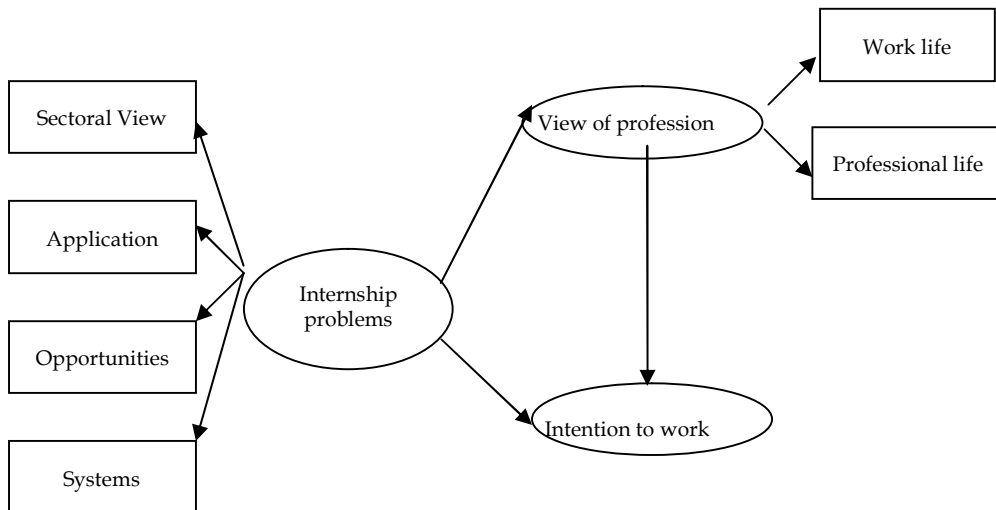 Work life
Sectoral View
View of profession
Professional life
Application
Internship
problems
Opportunities
Intention to work
Systems